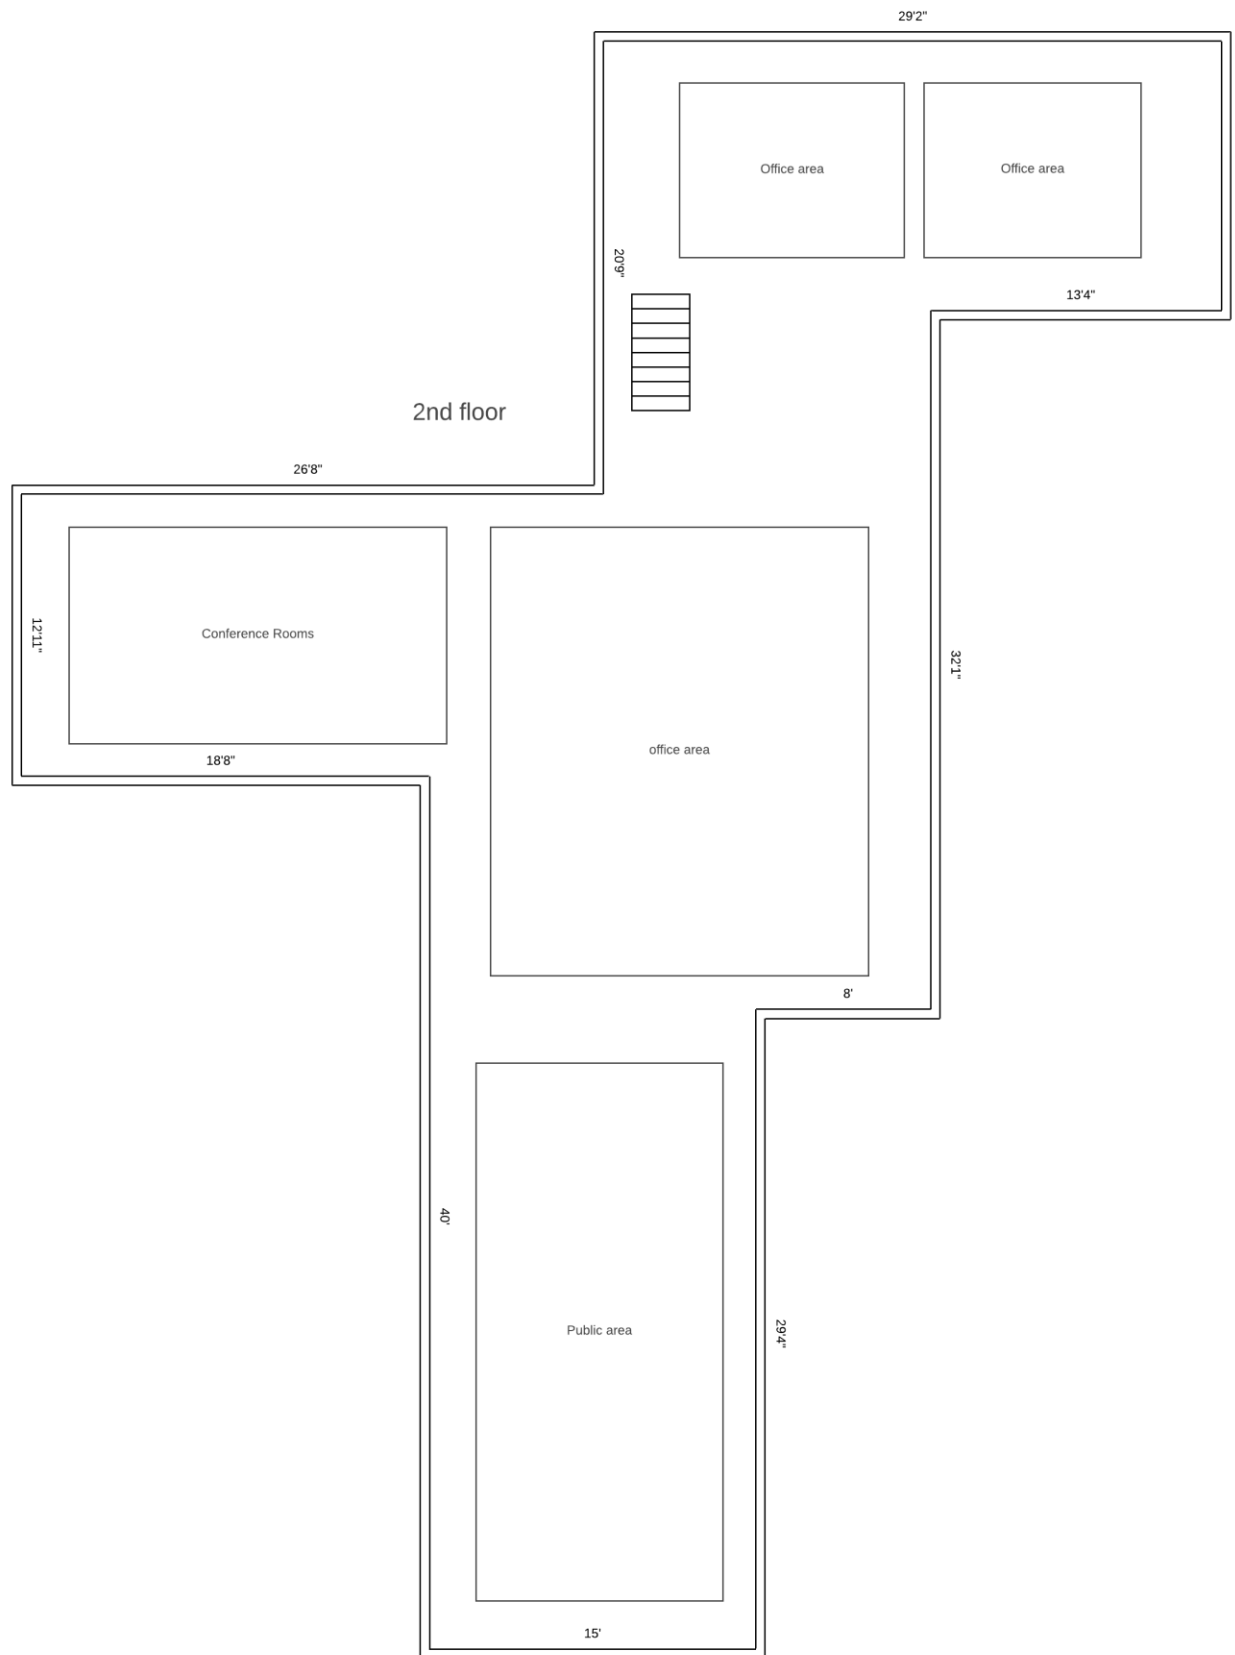 29'2"
Office area
Office area
20'9"
13'4"
2nd floor
26'8"
12'11"
Conference Rooms
32'1"
office area
18'8"
8'
40'
Public area
29'4"
15'